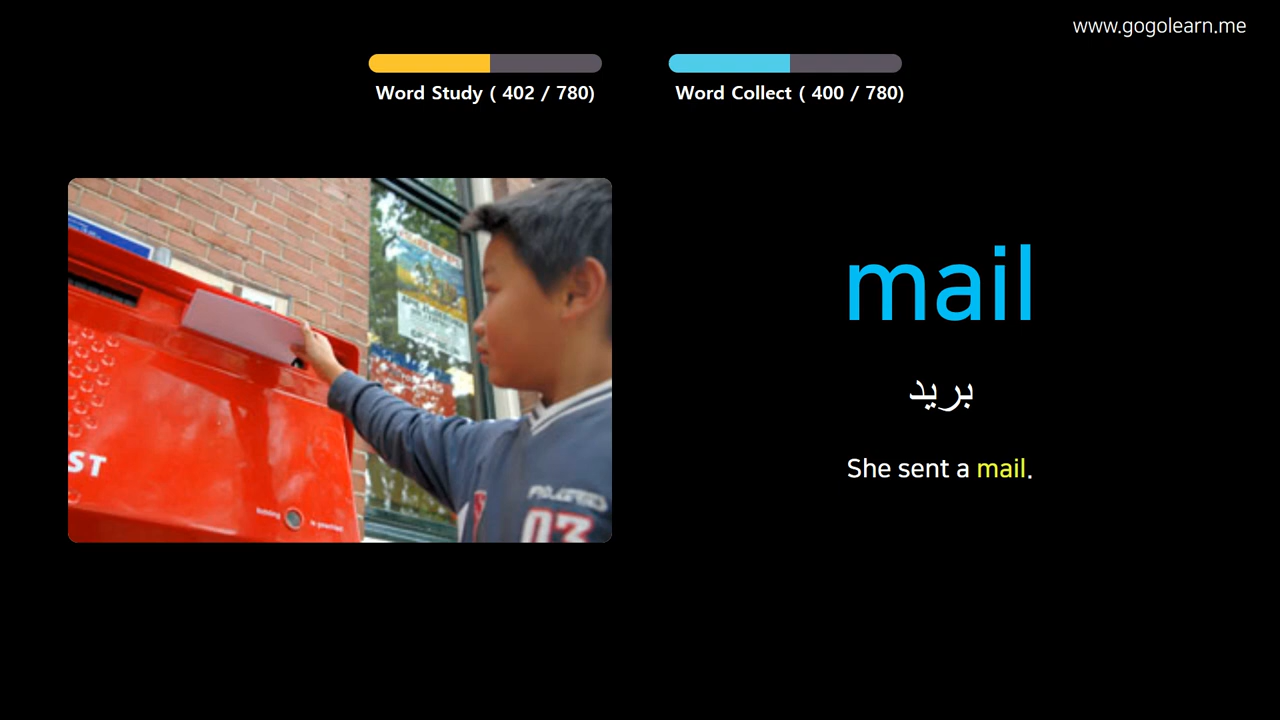 www.gogolearn.me
Word Study ( 402 / 780)
Word Collect ( 400 / 780)
ST
03
mail
بريد
She sent a mail.